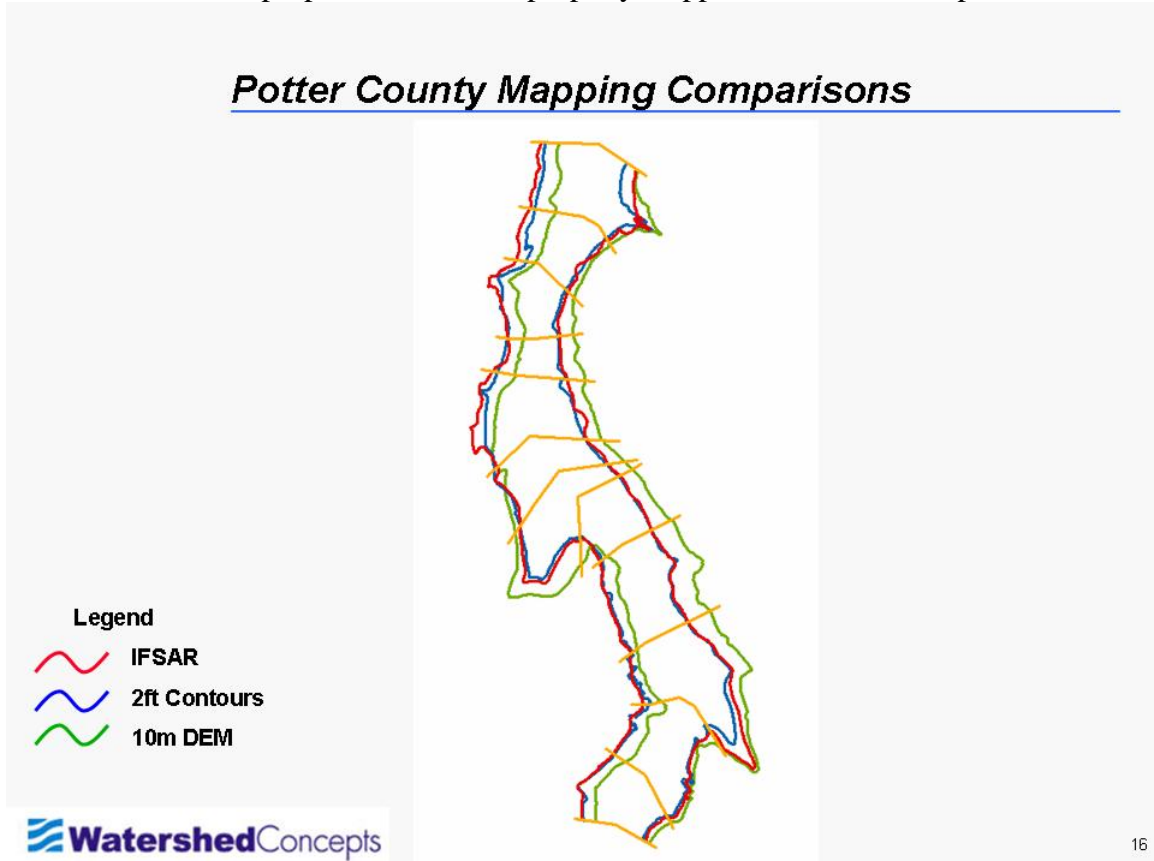 Potter County Mapping Comparisons
Legend
IFSAR
2ft Contours
10m DEM
WatershedConcepts
16